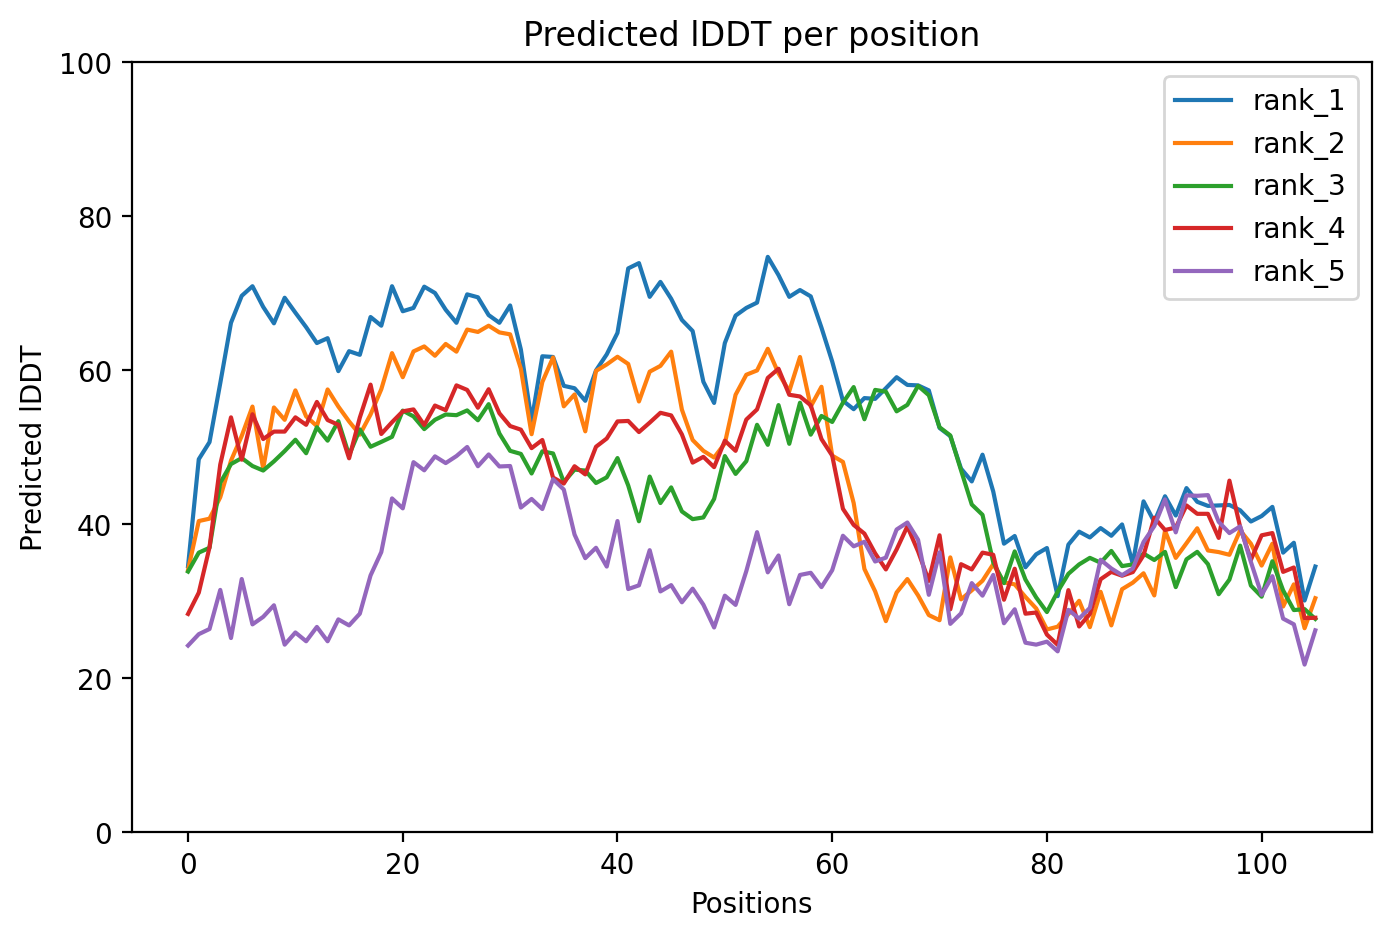 Predicted lDDT per position
Predicted lDDT
100
80
60
40
20
0
rank_1
rank_2
rank_3
rank_4
rank_5
0 20 40 60 80 100
Positions